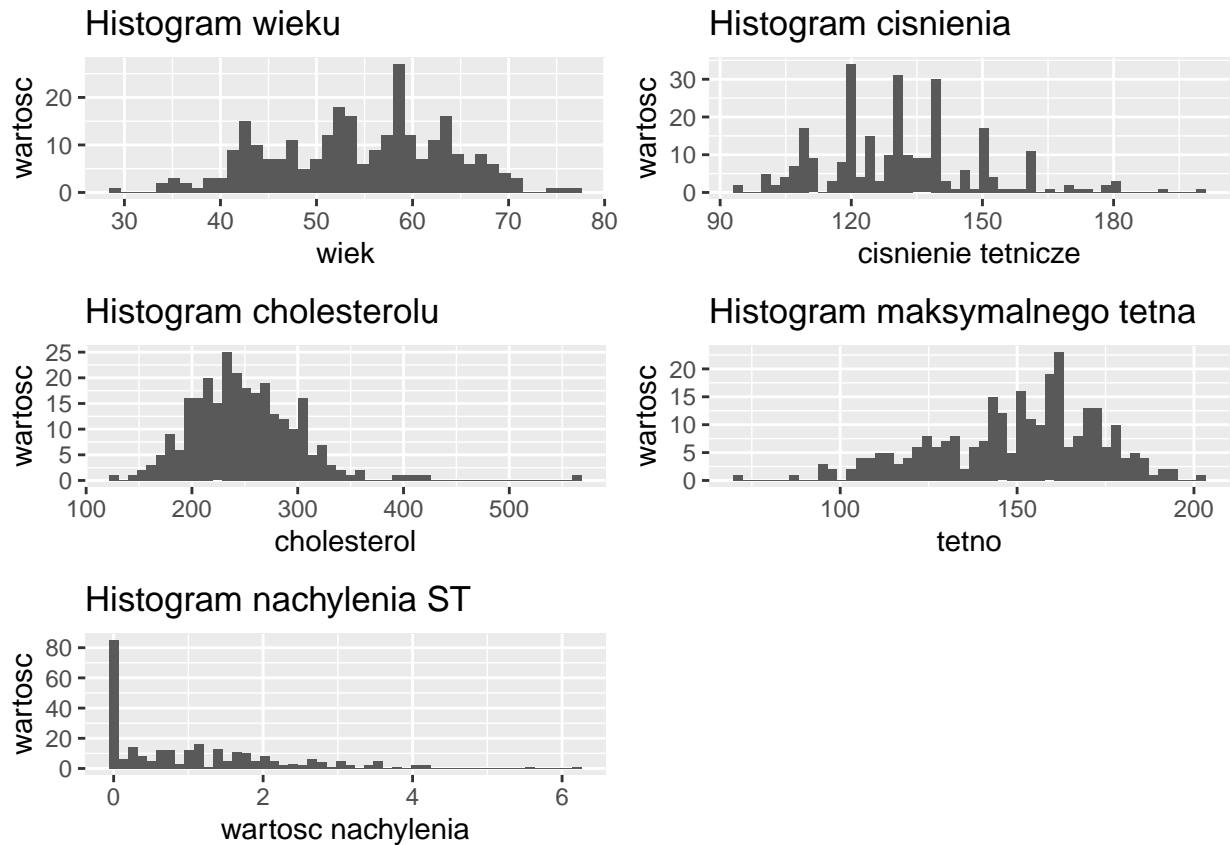 Histogram wieku
wartosc
20
10
0
30 40 50 60 70 80
wiek
Histogram cisnienia
wartosc
30
20
10
0
90 120 150 180
cisnienie tetnicze
Histogram cholesterolu
wartosc
25
20
15
10
5
0
100 200 300 400 500
cholesterol
Histogram maksymalnego tetna
wartosc
20
15
10
5
0
100 150 200
tetno
Histogram nachylenia ST
wartosc
80
60
40
20
0
0 2 4 6
wartosc nachylenia